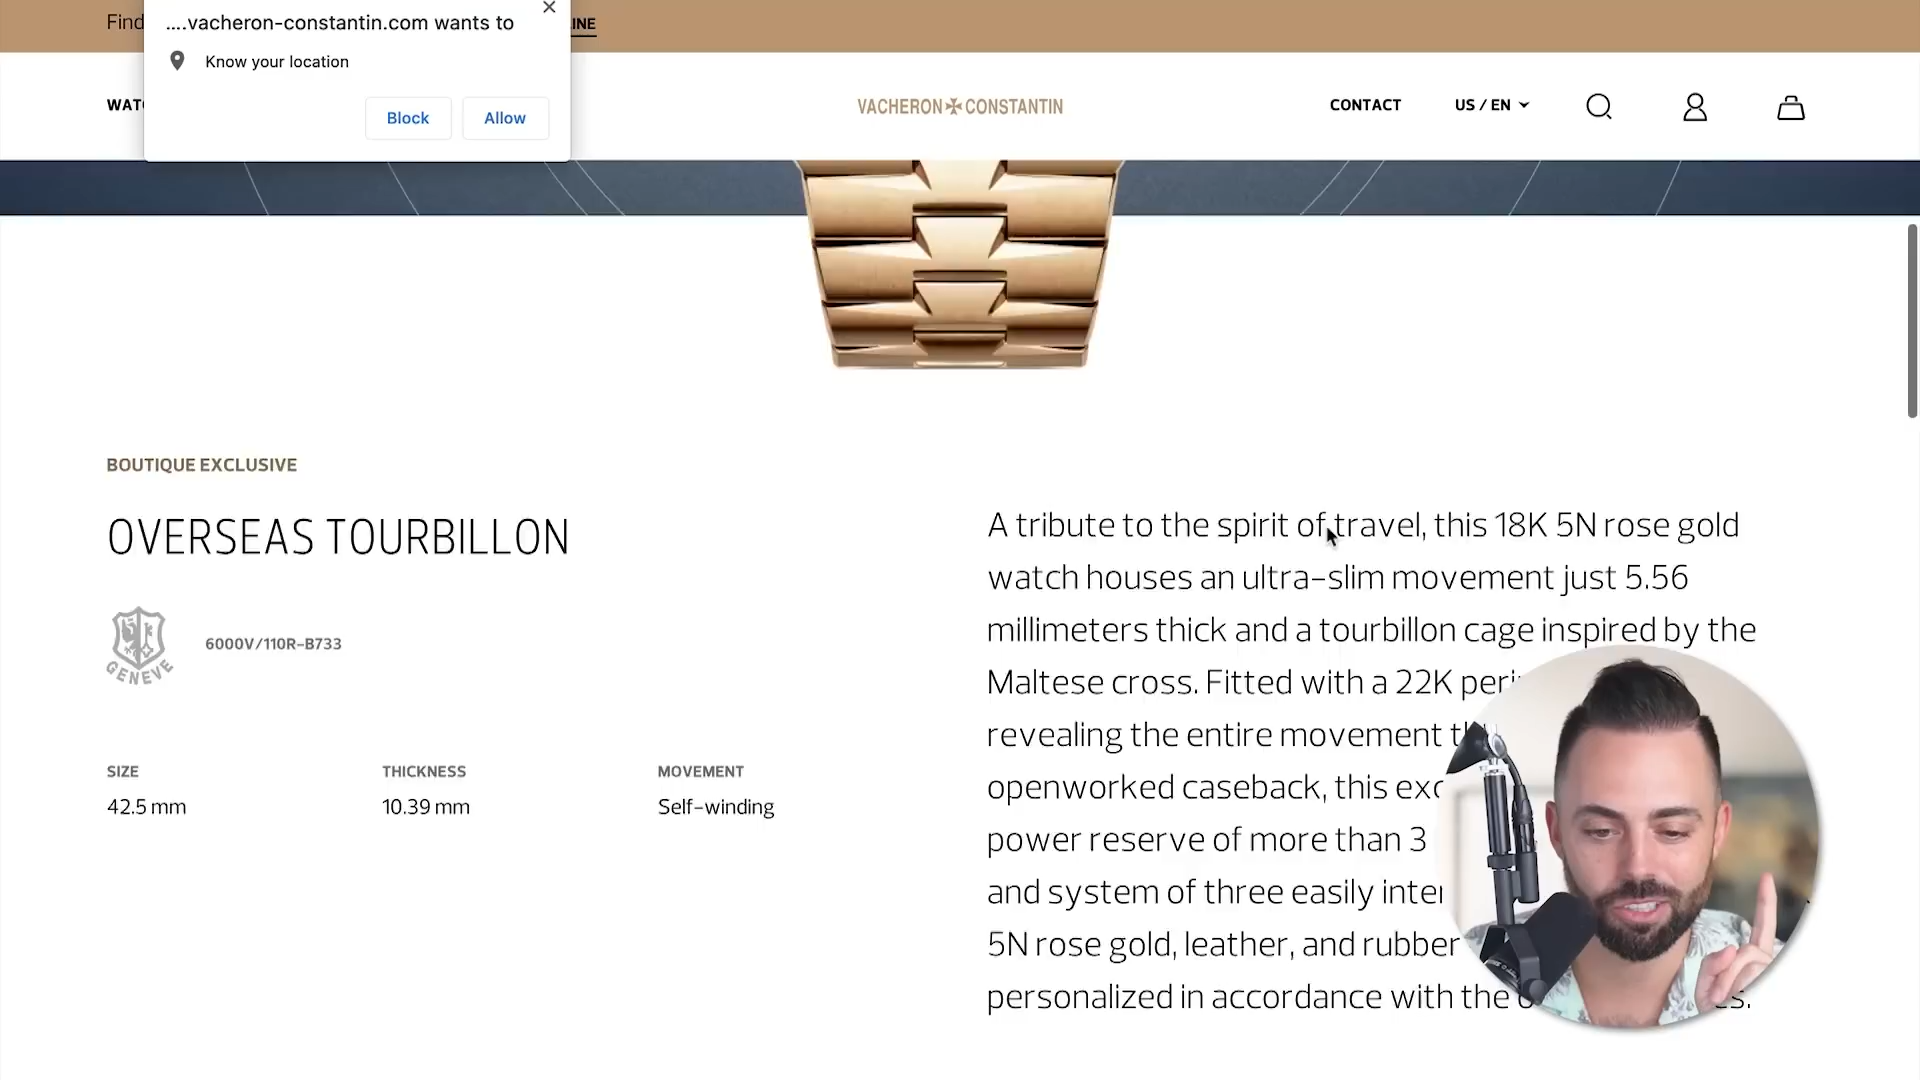 Find
INE
....vacheron-constantin.com wants to
Know your location
Block
Allow
VACHERON CONSTANTIN
CONTACT
US / EN
BOUTIQUE EXCLUSIVE
OVERSEAS TOURBILLON
GENEVE
6000V/110R-B733
SIZE
THICKNESS
MOVEMENT
42.5 mm
10.39 mm
Self-winding
A tribute to the spirit of travel, this 18K 5N rose gold
watch houses an ultra-slim movement just 5.56
millimeters thick and a tourbillon cage inspired by the
Maltese cross. Fitted with a 22K peri
revealing the entire movement
openworked caseback, this exc
power reserve of more than 3
and system of three easily inter
5N rose gold, leather, and rubber
personalized in accordance with the